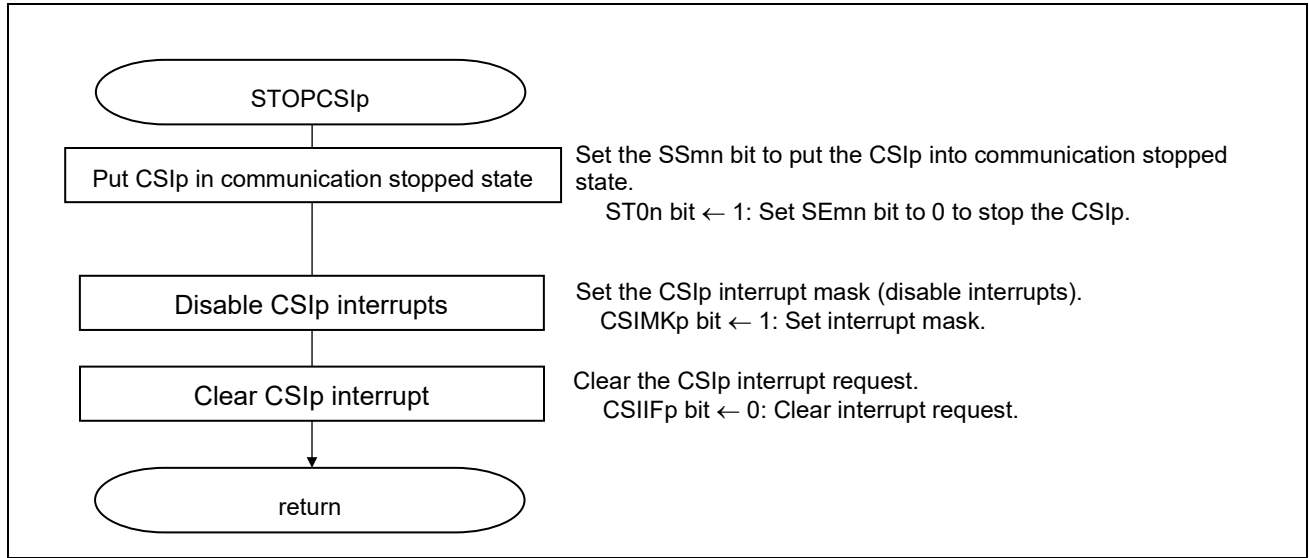 STOPCSIp
Put CSIp in communication stopped state
Set the SSmn bit to put the CSIp into communication stopped
state.
ST0n bit ← 1: Set SEmn bit to 0 to stop the CSIp.
Disable CSIp interrupts
Set the CSIp interrupt mask (disable interrupts).
CSIMKp bit ← 1: Set interrupt mask.
Clear CSIp interrupt
Clear the CSIp interrupt request.
CSIIFp bit ← 0: Clear interrupt request.
return